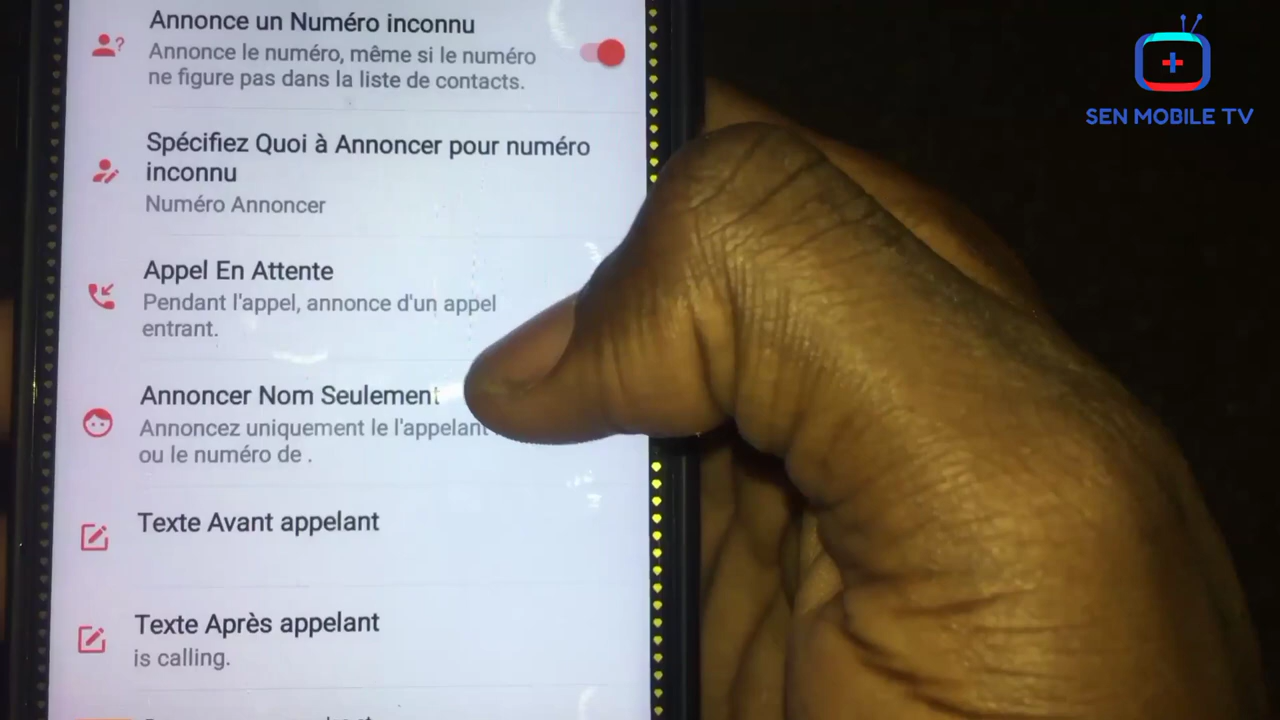 Annonce un Numéro inconnu
Annonce le numéro, même si le numéro
ne figure pas dans la liste de contacts.
Spécifiez Quoi à Annoncer pour numéro
inconnu
Numéro Annoncer
Appel En Attente
Pendant l'appel, annonce d'un appel
entrant.
Annoncer Nom Seulement
Annoncez uniquement le l'appelant
ou le numéro de .
Texte Avant appelant
Texte Après appelant
is calling.
SEN MOBILE TV